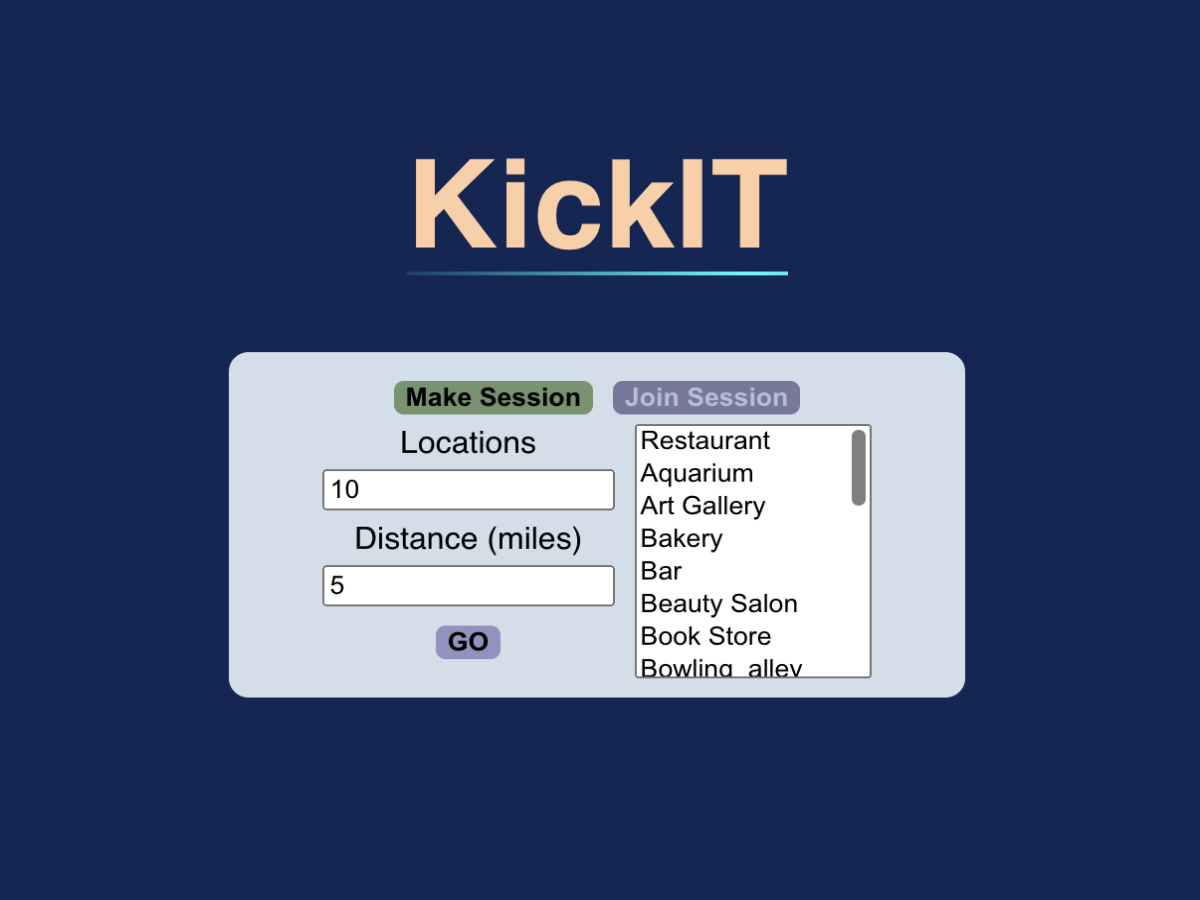 KickIT
Make Session
Join Session
Locations
10
Distance (miles)
5
GO
Restaurant
Aquarium
Art Gallery
Bakery
Bar
Beauty Salon
Book Store
Bowling_alley